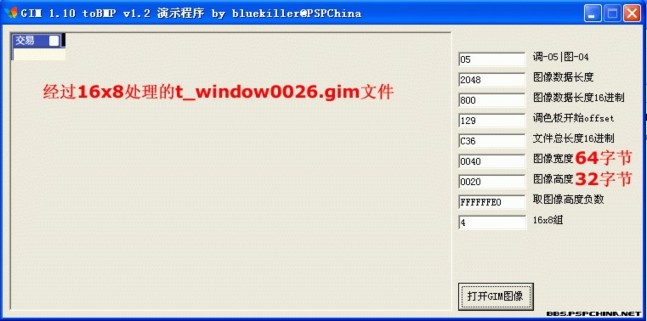 GIM 1.10 toBMP v1.2 演示程序 by bluekiller@PSPChina
交易
经过16x8处理的t_window0026.gim文件
05 调-05|图-04
2048 图像数据长度
800 图像数据长度16进制
129 调色板开始offset
C36 文件总长度16进制
0040 图像宽度 64字节
0020 图像高度 32字节
FFFFFFE0 取图像高度负数
4 16x8组
打开GIM图像
BBS.PSPCHINA.NET